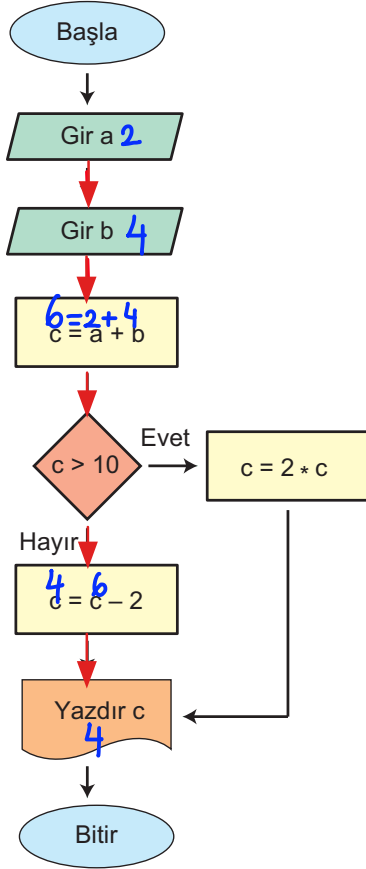 Başla
Gir a 2
Gir b 4
6=2+4
c = a + b
c > 10
Evet
c = 2 * c
Hayır
4 6
c = c – 2
Yazdır c
4
Bitir